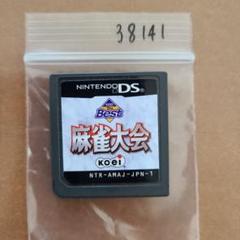 38141
NINTENDO DS
Best
麻雀大会
KOEI
NTR-AMAJ-JPN-1